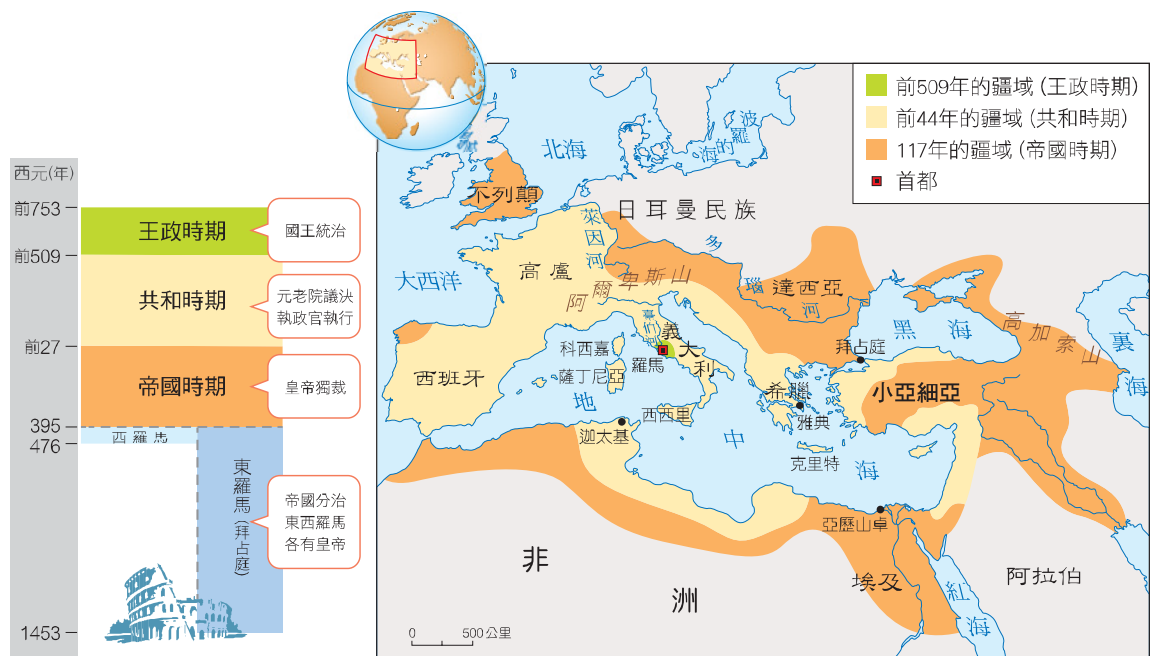 西元(年)
前753
王政時期
國王統治
前509
共和時期
元老院議決
執政官執行
前27
帝國時期
皇帝獨裁
395
西羅馬
476
東羅馬(拜占庭)
帝國分治
東西羅馬
各有皇帝
1453
前509年的疆域(王政時期)
前44年的疆域(共和時期)
117年的疆域(帝國時期)
首都
北海
波羅的海
不列顛
日耳曼民族
萊因河
大西洋
高盧
阿爾卑斯山
多瑙河
達西亞
黑海
高加索山
裏海
拜占庭
義大利
科西嘉
羅馬
薩丁尼亞
西班牙
希臘
雅典
小亞細亞
地中海
西西里
迦太基
克里特
亞歷山卓
埃及
紅海
阿拉伯
非洲
0 500公里